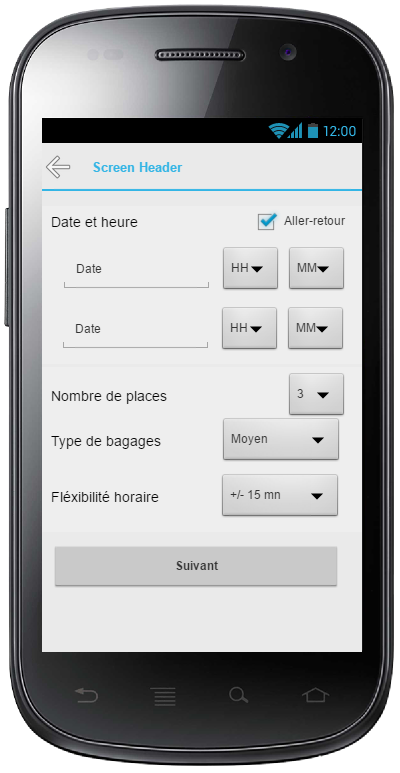 12:00
Screen Header
Date et heure Aller-retour
Date HH MM
Date HH MM
Nombre de places 3
Type de bagages Moyen
Fléxibilité horaire +/- 15 mn
Suivant